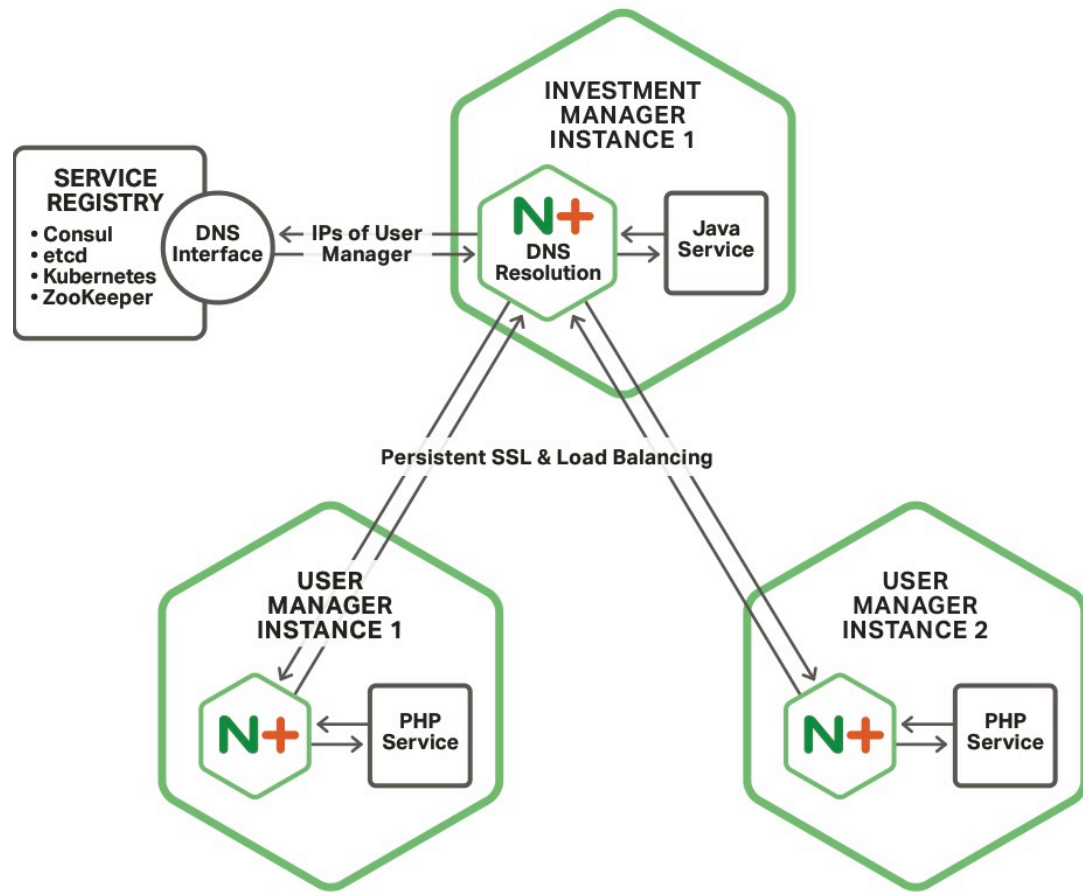 INVESTMENT
MANAGER
INSTANCE 1
SERVICE
REGISTRY
• Consul
• etcd
• Kubernetes
• ZooKeeper
DNS
Interface
IPs of User
Manager
N+
DNS
Resolution
Java
Service
Persistent SSL & Load Balancing
USER
MANAGER
INSTANCE 1
N+
PHP
Service
USER
MANAGER
INSTANCE 2
N+
PHP
Service